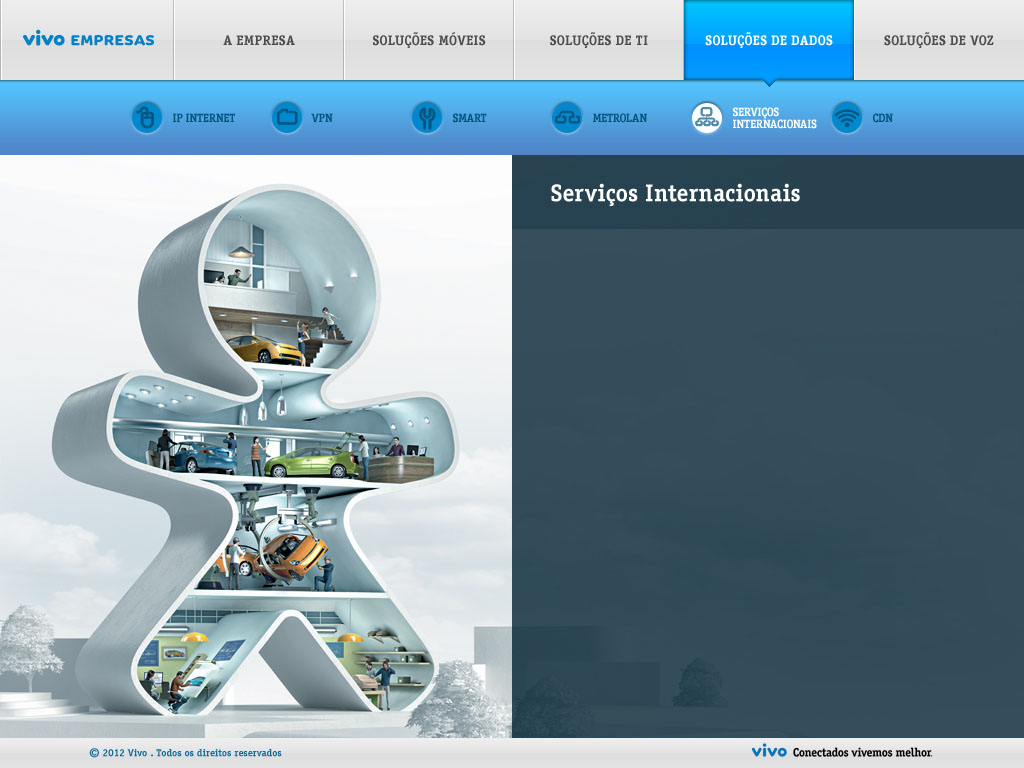 vivo EMPRESAS
A EMPRESA
SOLUÇÕES MÓVEIS
SOLUÇÕES DE TI
SOLUÇÕES DE DADOS
SOLUÇÕES DE VOZ
IP INTERNET
VPN
SMART
METROLAN
SERVIÇOS
INTERNACIONAIS
CDN
Serviços Internacionais
© 2012 Vivo . Todos os direitos reservados
vivo Conectados vivemos melhor.